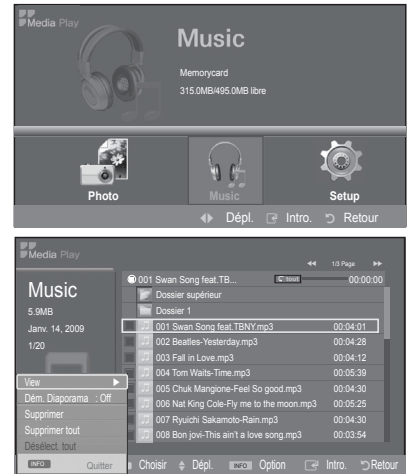 Media Play
Music
Memorycard
315.0MB/495.0MB libre
Photo Music Setup
Dépl. Intro. Retour
Media Play
1/3 Page
001 Swan Song feat.TB... tout 00:00:00
Music
5.9MB
Janv. 14, 2009
1/20
Dossier supérieur
Dossier 1
001 Swan Song feat.TBNY.mp3 00:04:01
002 Beatles-Yesterday.mp3 00:04:28
003 Fall in Love.mp3 00:04:12
004 Tom Waits-Time.mp3 00:05:39
005 Chuk Mangione-Feel So good.mp3 00:04:30
006 Nat King Cole-Fly me to the moon.mp3 00:05:25
007 Ryuichi Sakamoto-Rain.mp3 00:04:30
008 Bon jovi-This ain't a love song.mp3 00:03:54
View
Dém. Diaporama : Off
Supprimer
Supprimer tout
Désélect. tout
INFO Quitter
Choisir Dépl. INFO Option Intro. Retour